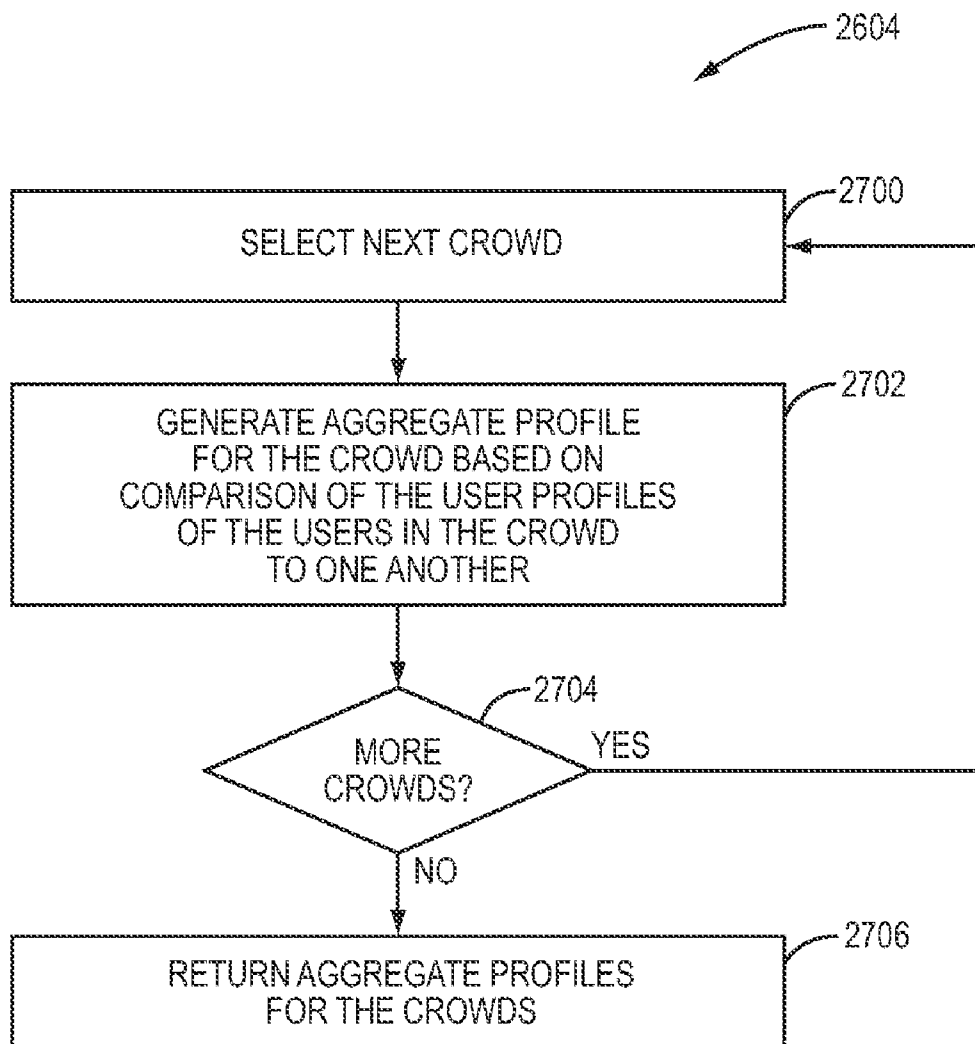 2604
2700
SELECT NEXT CROWD
2702
GENERATE AGGREGATE PROFILE
FOR THE CROWD BASED ON
COMPARISON OF THE USER PROFILES
OF THE USERS IN THE CROWD
TO ONE ANOTHER
2704
MORE
CROWDS?
YES
NO
2706
RETURN AGGREGATE PROFILES
FOR THE CROWDS